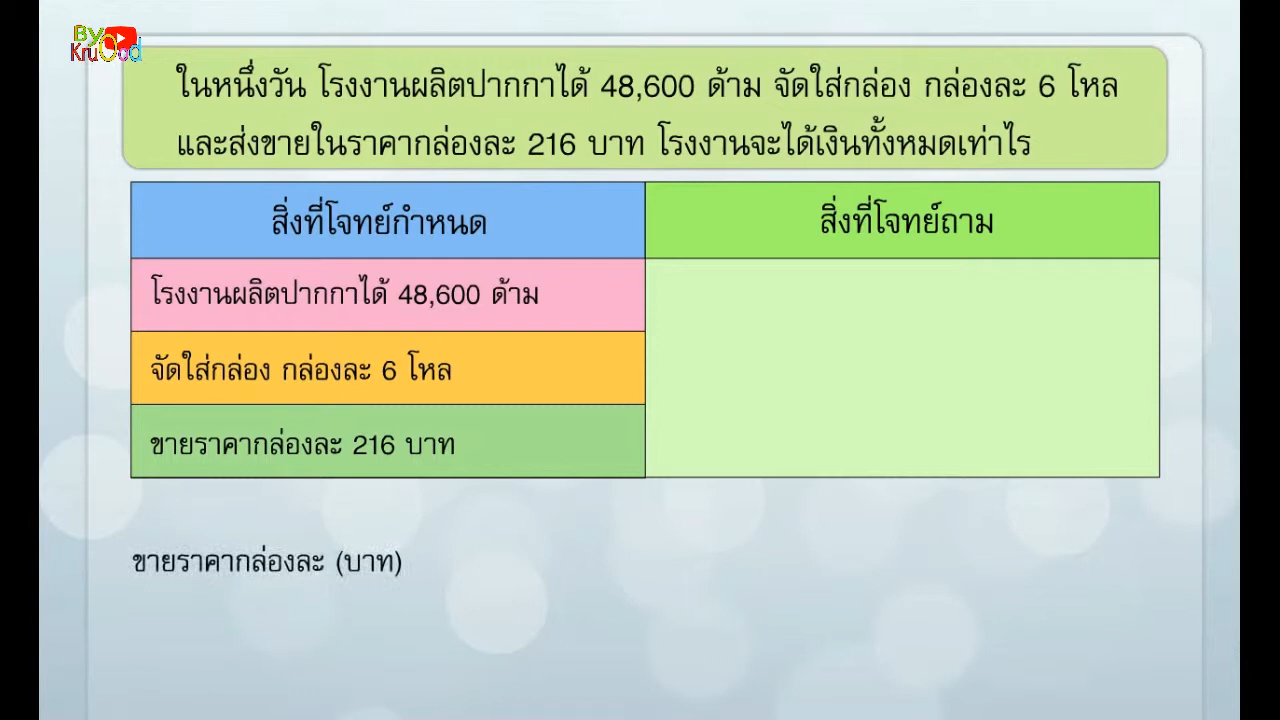 By
KruOod
ในหนึ่งวัน โรงงานผลิตปากกาได้ 48,600 ด้าม จัดใส่กล่อง กล่องละ 6 โหล
และส่งขายในราคากล่องละ 216 บาท โรงงานจะได้เงินทั้งหมดเท่าไร
สิ่งที่โจทย์กำหนด
สิ่งที่โจทย์ถาม
โรงงานผลิตปากกาได้ 48,600 ด้าม
จัดใส่กล่อง กล่องละ 6 โหล
ขายราคากล่องละ 216 บาท
ขายราคากล่องละ (บาท)